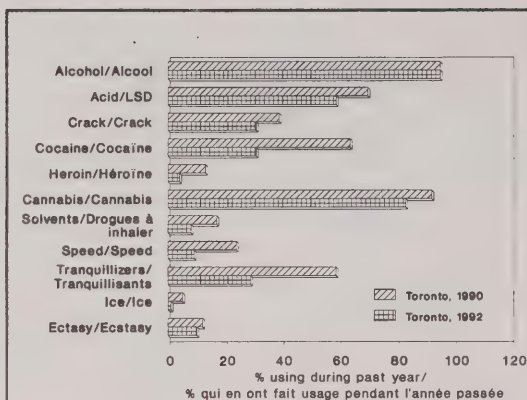 Alcohol/Alcool
Acid/LSD
Crack/Crack
Cocaine/Cocaïne
Heroin/Héroïne
Cannabis/Cannabis
Solvents/Drogues à
inhaler
Speed/Speed
Tranquillizers/
Tranquillisants
Ice/Ice
Ectasy/Ecstasy
Toronto, 1990
Toronto, 1992
0 20 40 60 80 100 120
% using during past year/
% qui en ont fait usage pendant l'année passée